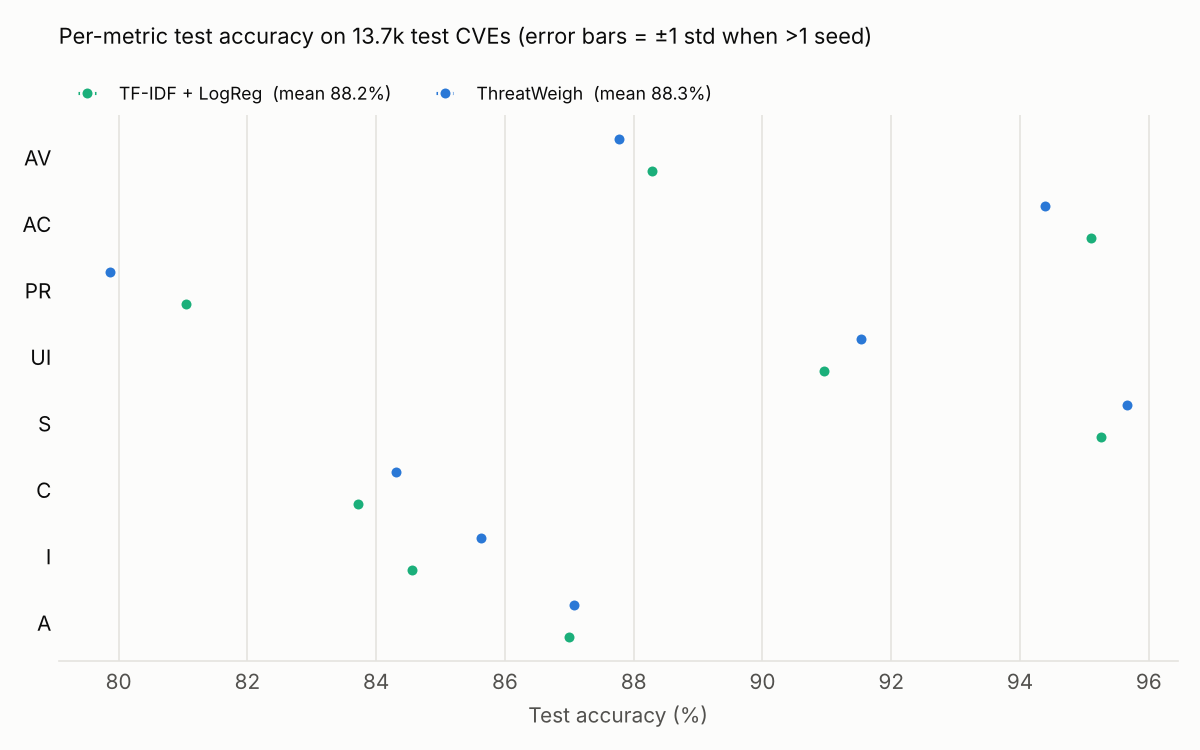 Per-metric test accuracy on 13.7k test CVEs (error bars = ±1 std when >1 seed)
TF-IDF + LogReg (mean 88.2%)
ThreatWeigh (mean 88.3%)
AV
AC
PR
UI
S
C
I
A
80 82 84 86 88 90 92 94 96
Test accuracy (%)